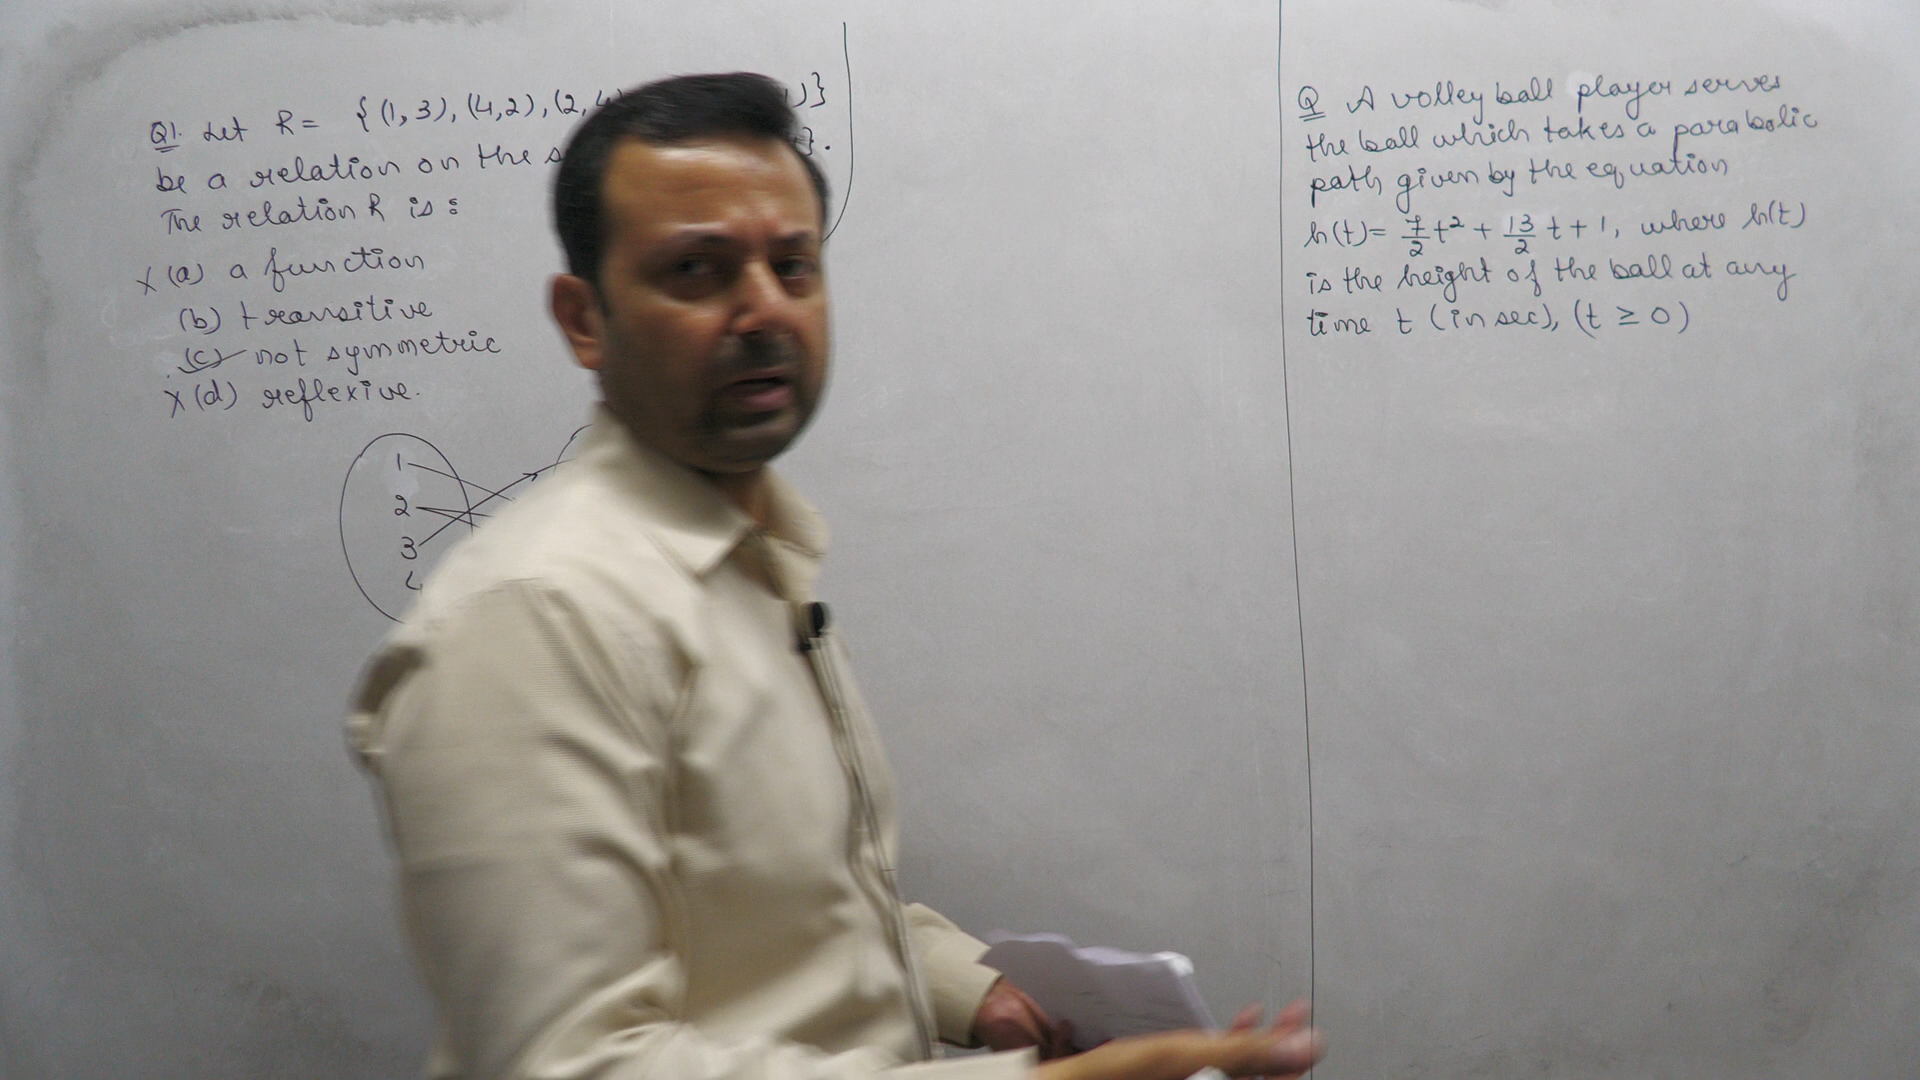 Q1. Let R = {(1,3), (4,2), (2,4 )}
be a relation on the }.
The relation R is :
X (a) a function
(b) transitive
(c) not symmetric
X (d) reflexive.
1
2
3
4
Q A volley ball player serves
the ball which takes a parabolic
path given by the equation
h(t)= 7/2 t² + 13/2 t + 1, where h(t)
is the height of the ball at any
time t (in sec), (t ≥ 0)